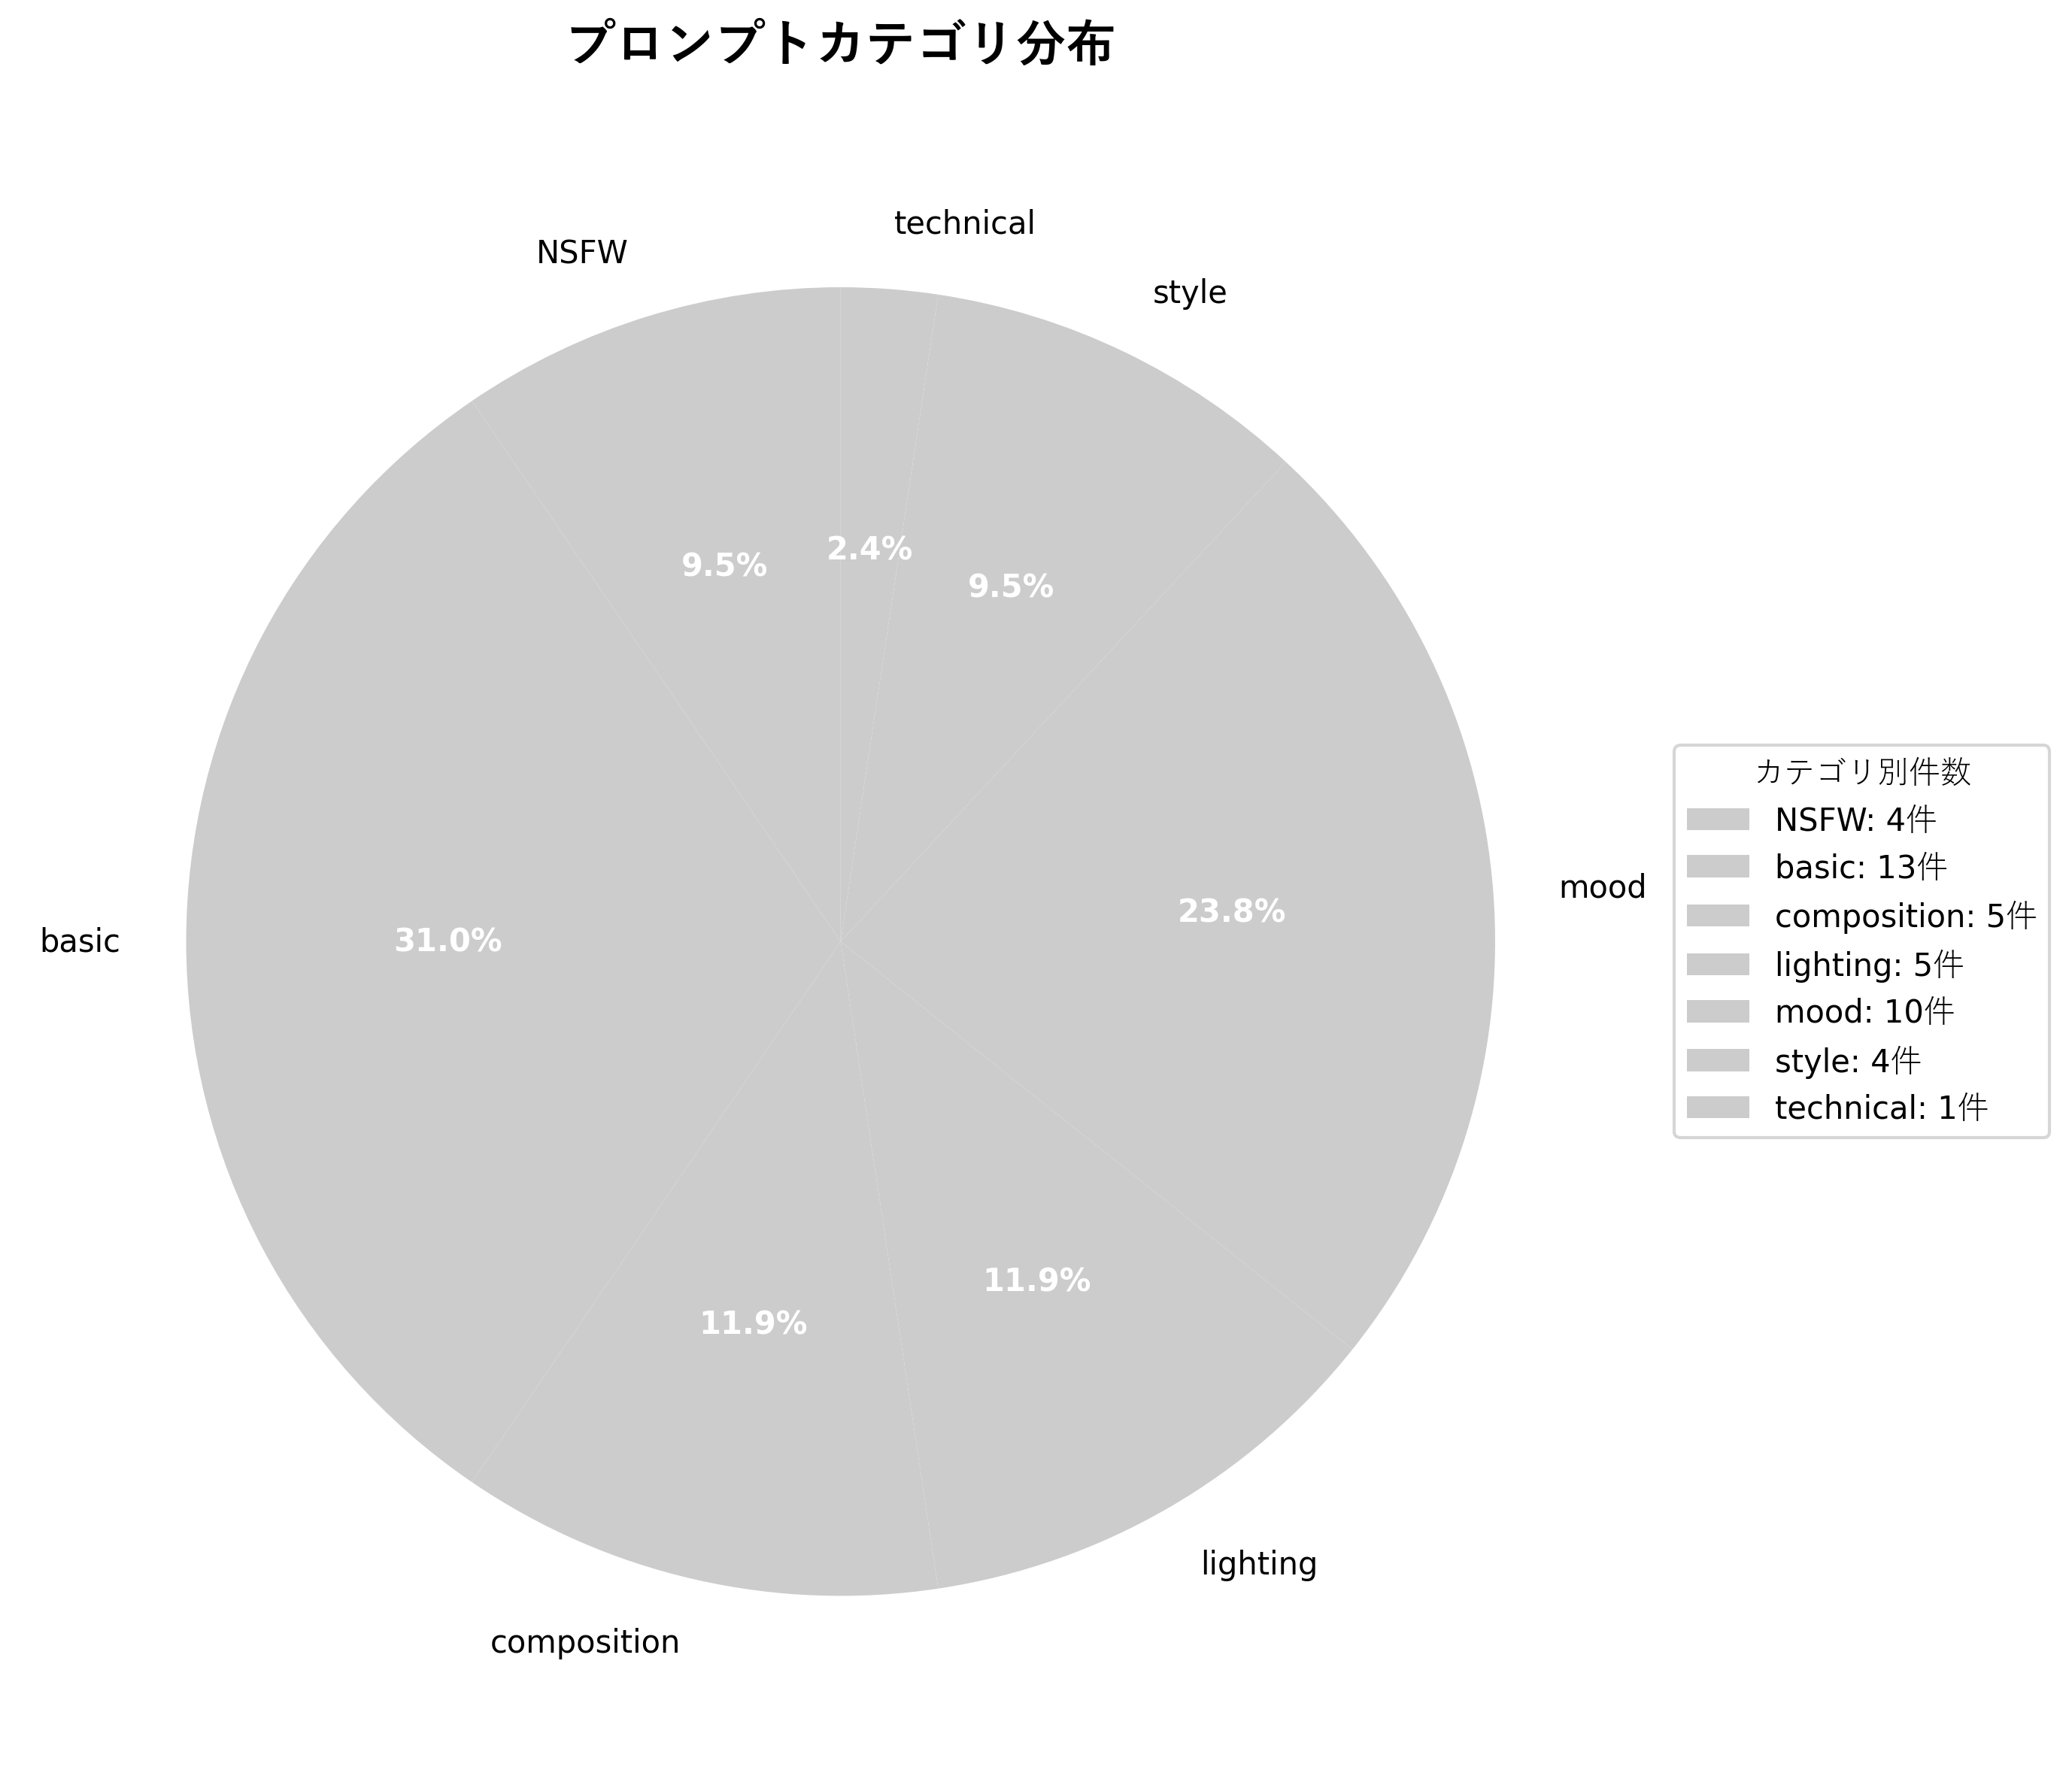 プロンプトカテゴリ分布
technical
NSFW
style
2.4%
9.5%
9.5%
mood
23.8%
basic
31.0%
11.9%
11.9%
lighting
composition
カテゴリ別件数
NSFW: 4件
basic: 13件
composition: 5件
lighting: 5件
mood: 10件
style: 4件
technical: 1件